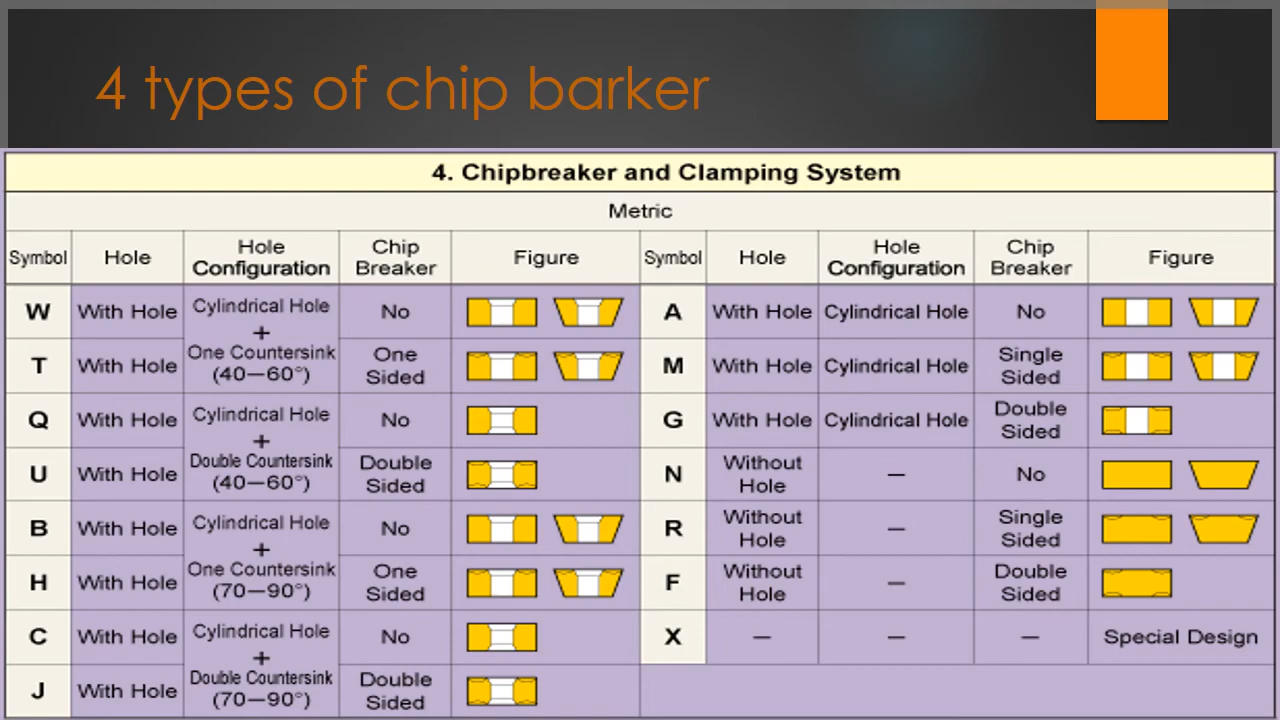 4 types of chip barker
4. Chipbreaker and Clamping System
Metric
Symbol Hole Hole Configuration Chip Breaker Figure Symbol Hole Hole Configuration Chip Breaker Figure
W With Hole Cylindrical Hole + One Countersink (40—60°) No A With Hole Cylindrical Hole No
T With Hole One Sided M With Hole Cylindrical Hole Single Sided
Q With Hole Cylindrical Hole + Double Countersink (40—60°) No G With Hole Cylindrical Hole Double Sided
U With Hole Double Sided N Without Hole — No
B With Hole Cylindrical Hole + One Countersink (70—90°) No R Without Hole — Single Sided
H With Hole One Sided F Without Hole — Double Sided
C With Hole Cylindrical Hole + Double Countersink (70—90°) No X — — — Special Design
J With Hole Double Sided